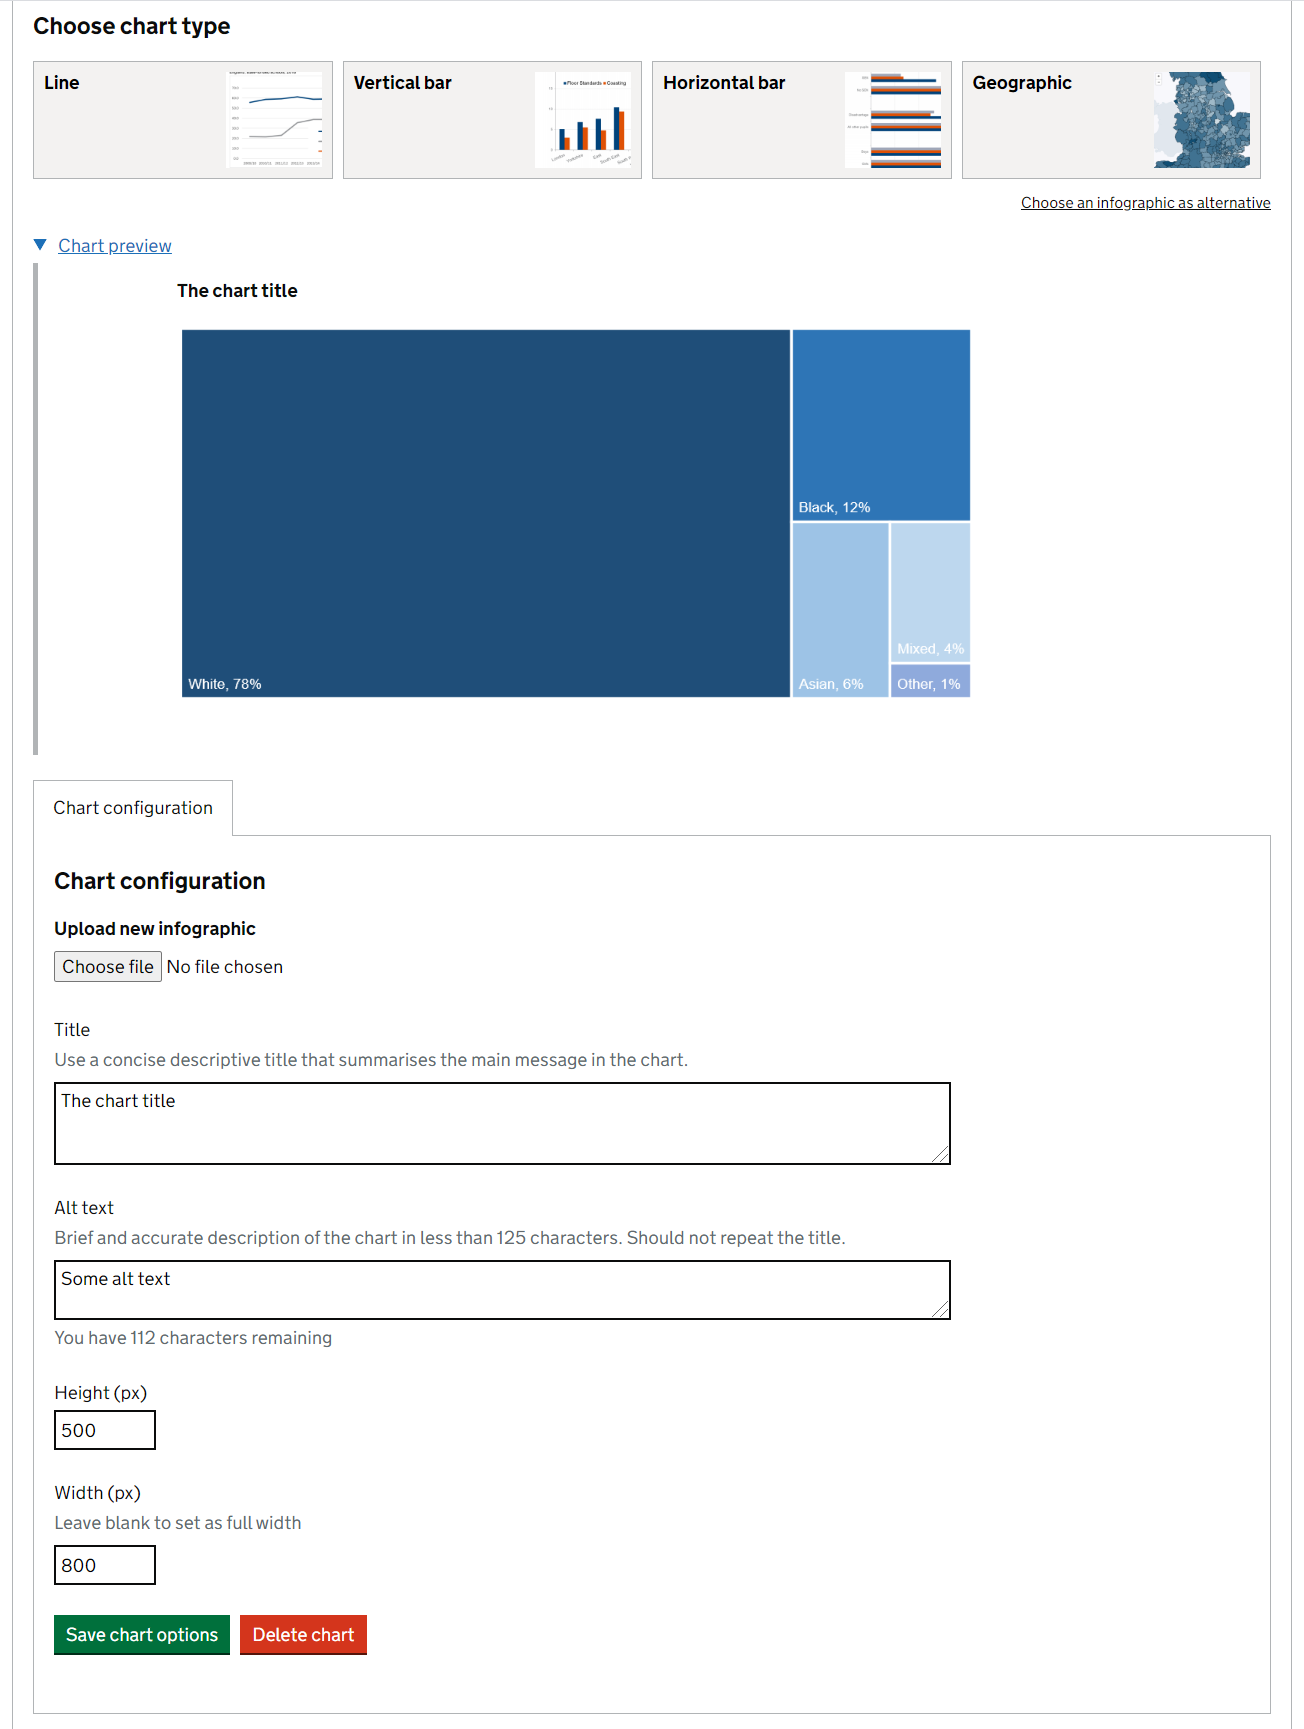 Choose chart type
Line
Vertical bar
Floor Standards Coasting
Horizontal bar
Geographic
Choose an infographic as alternative
Chart preview
The chart title
Black, 12%
Mixed, 4%
White, 78%
Asian, 6%
Other, 1%
Chart configuration
Chart configuration
Upload new infographic
Choose file No file chosen
Title
Use a concise descriptive title that summarises the main message in the chart.
The chart title
Alt text
Brief and accurate description of the chart in less than 125 characters. Should not repeat the title.
Some alt text
You have 112 characters remaining
Height (px)
500
Width (px)
Leave blank to set as full width
800
Save chart options Delete chart